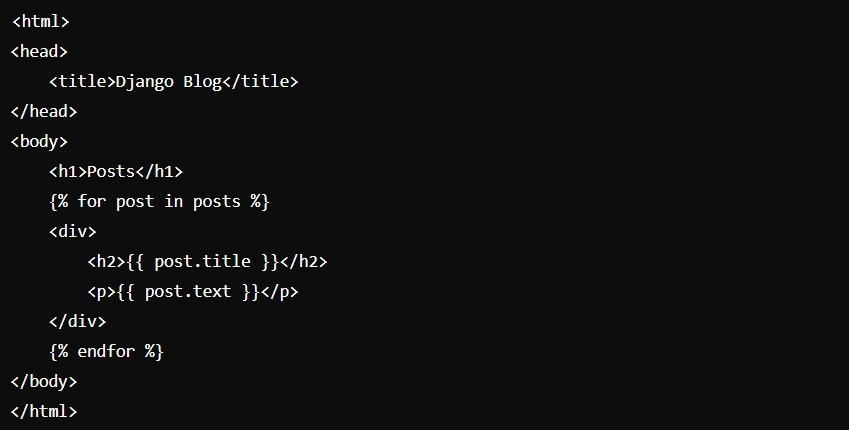 <html>
<head>
    <title>Django Blog</title>
</head>
<body>
    <h1>Posts</h1>
    {% for post in posts %}
    <div>
        <h2>{{ post.title }}</h2>
        <p>{{ post.text }}</p>
    </div>
    {% endfor %}
</body>
</html>